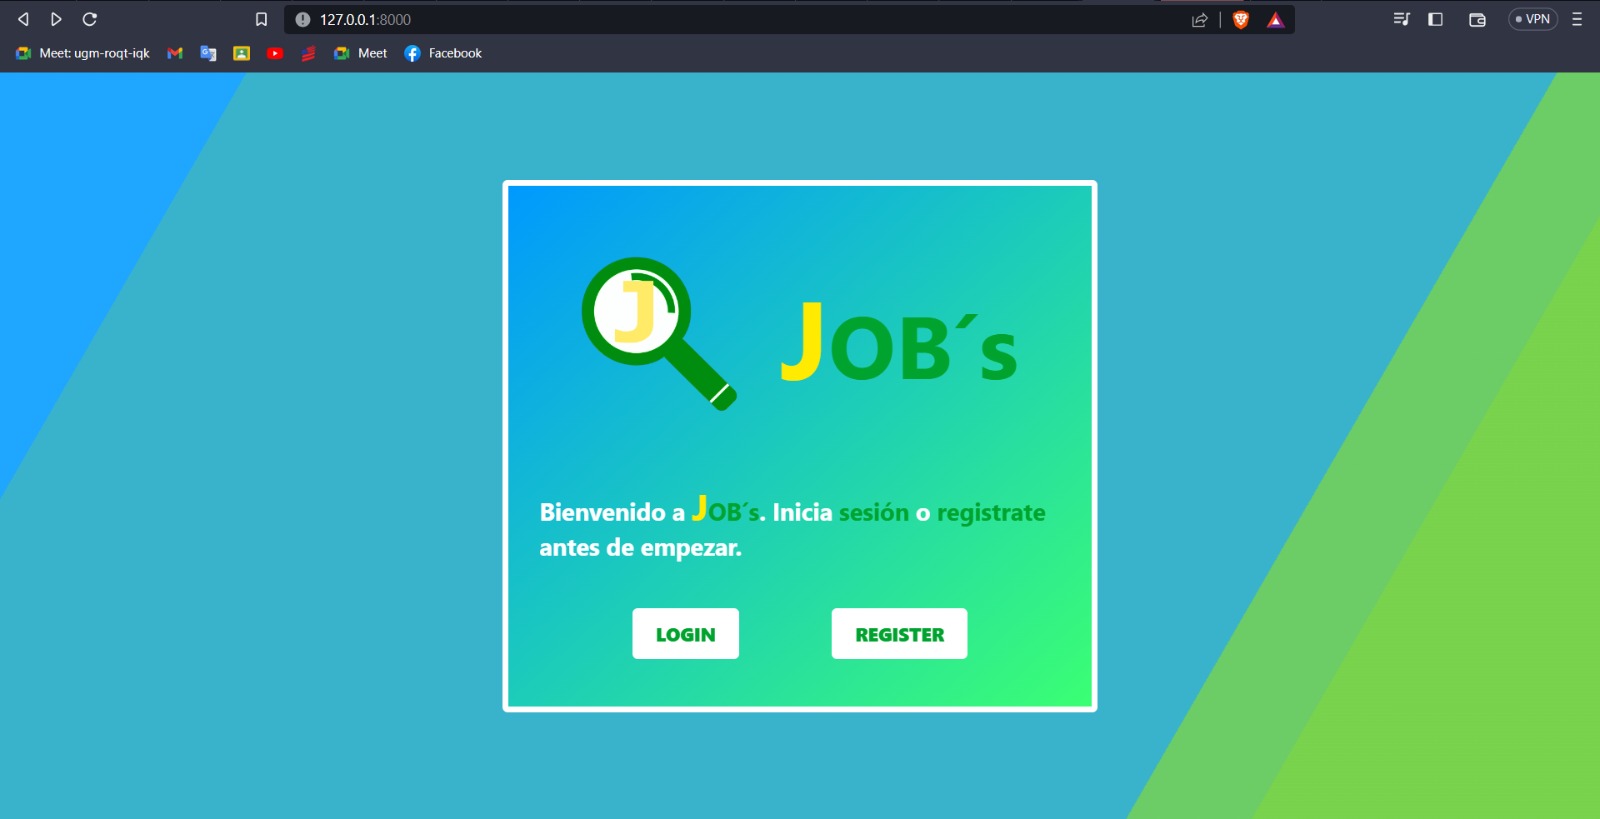 127.0.0.1:8000
VPN
Meet: ugm-roqt-iqk Meet Facebook
J
JOB´s
Bienvenido a JOB´s. Inicia sesión o registrate
antes de empezar.
LOGIN REGISTER